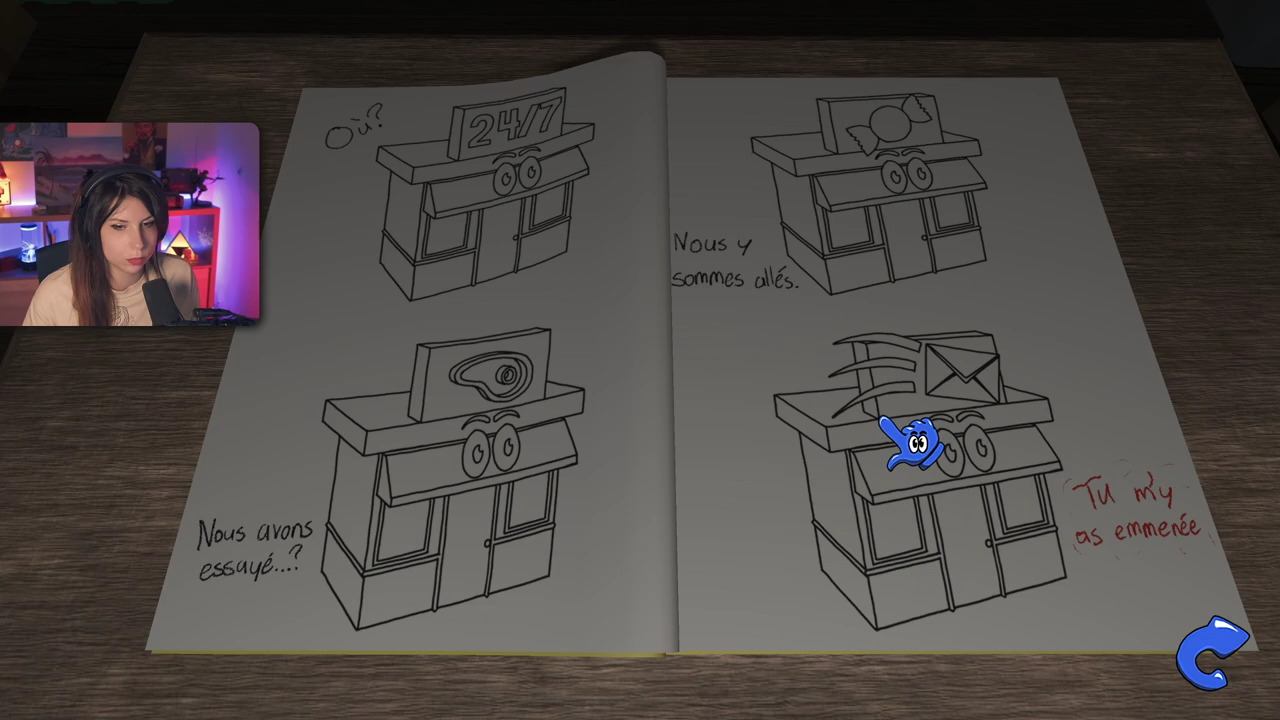 Où?
24/7
Nous y
sommes allés.
Nous avons
essayé...?
Tu m'y
as emmenée